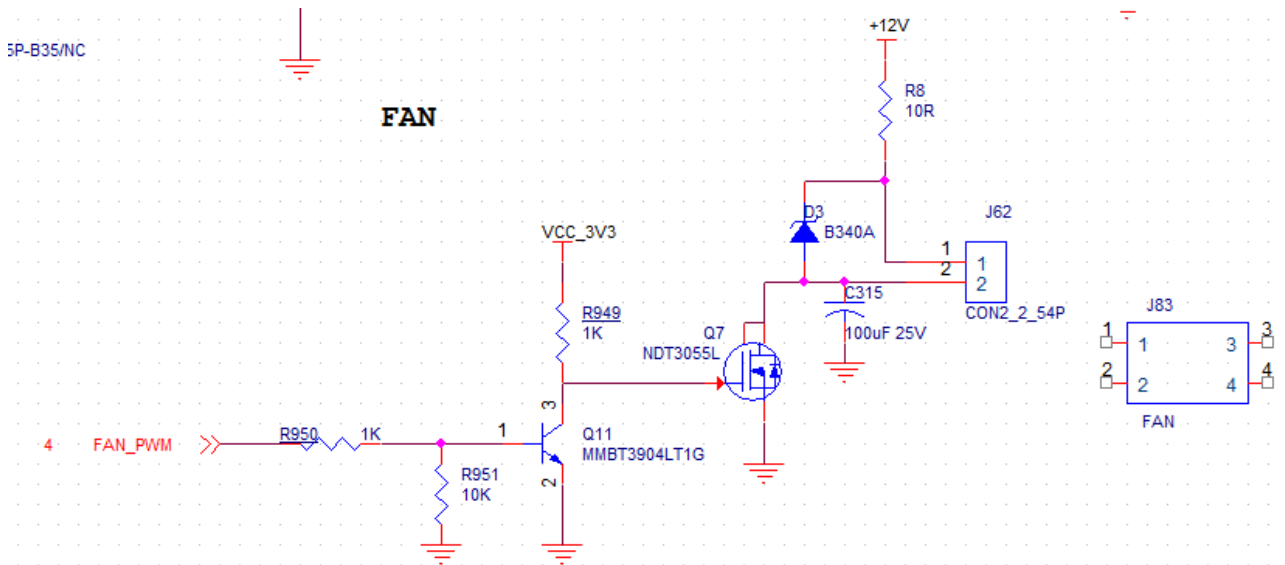 5P-B35/NC
FAN
+12V
R8
10R
D3
B340A
J62
1
2
1
2
CON2_2_54P
VCC_3V3
R949
1K
Q7
NDT3055L
C315
100uF 25V
J83
1
2
1
2
3
4
3
4
FAN
4 FAN_PWM
R950 1K
1
3
2
Q11
MMBT3904LT1G
R951
10K